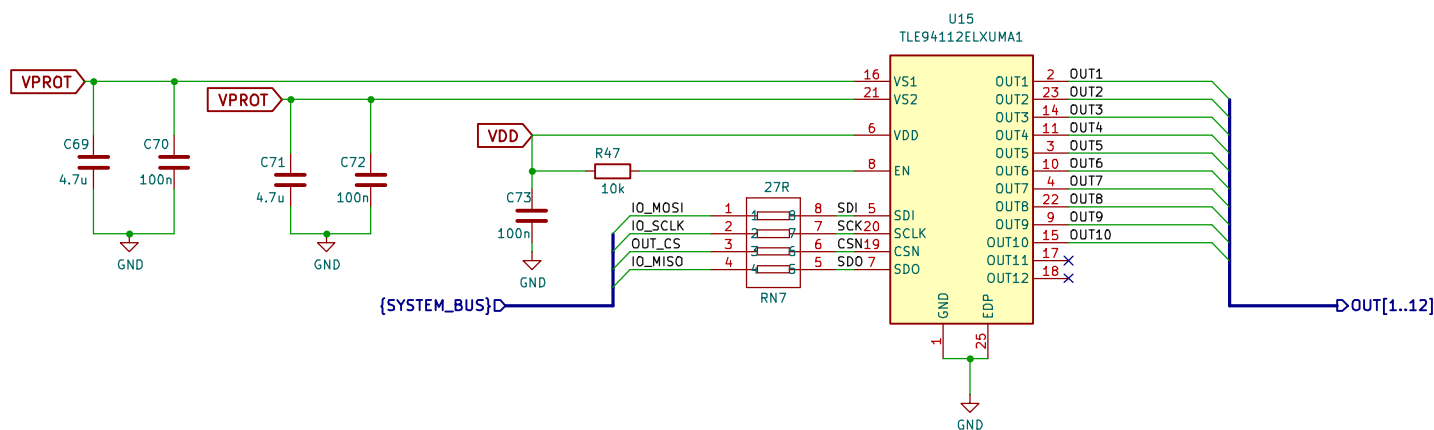 U15
TLE94112ELXUMA1
VPROT
16
VS1
OUT1
2
OUT1
VPROT
21
VS2
OUT2
23
OUT2
OUT3
14
OUT3
VDD
6
VDD
OUT4
11
OUT4
C69
C70
R47
OUT5
3
OUT5
C71
C72
8
EN
OUT6
10
OUT6
4.7u
100n
10k
27R
OUT7
4
OUT7
4.7u
100n
C73
IO_MOSI
1
1
8
8
SDI
5
SDI
OUT8
22
OUT8
100n
IO_SCLK
2
2
7
7
SCK
20
SCLK
OUT9
9
OUT9
OUT_CS
3
3
6
6
CSN
19
CSN
OUT10
15
OUT10
GND
GND
IO_MISO
4
4
5
5
SDO
7
SDO
OUT11
17
OUT12
18
GND
RN7
{SYSTEM_BUS}
GND
EDP
OUT[1..12]
1
25
GND